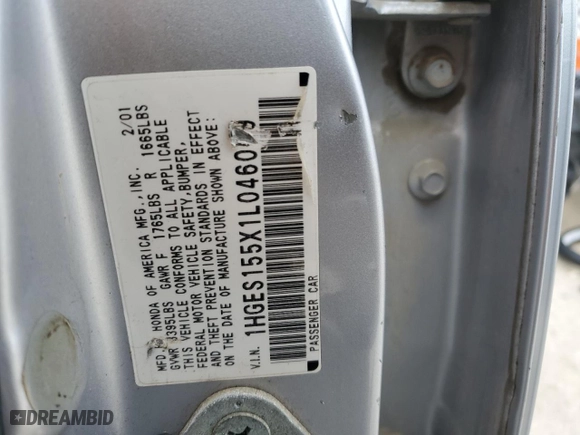 MFD. BY HONDA OF AMERICA MFG.,INC. 2/01
GVWR 3395LBS GAWR F 1765LBS R 1665LBS
THIS VEHICLE CONFORMS TO ALL APPLICABLE
FEDERAL MOTOR VEHICLE SAFETY,BUMPER,
AND THEFT PREVENTION STANDARDS IN EFFECT
ON THE DATE OF MANUFACTURE SHOWN ABOVE:
V.I.N. 
PASSENGER CAR
DREAMBID